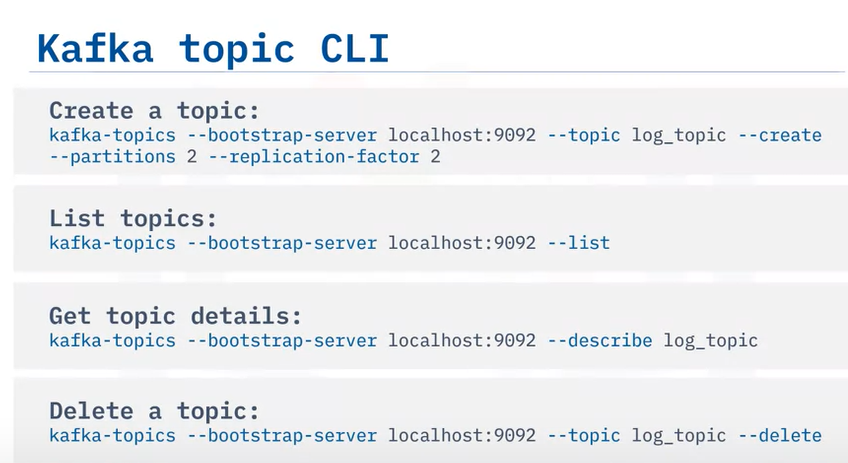 Kafka topic CLI
Create a topic:
kafka-topics --bootstrap-server localhost:9092 --topic log_topic --create
--partitions 2 --replication-factor 2
List topics:
kafka-topics --bootstrap-server localhost:9092 --list
Get topic details:
kafka-topics --bootstrap-server localhost:9092 --describe log_topic
Delete a topic:
kafka-topics --bootstrap-server localhost:9092 --topic log_topic --delete